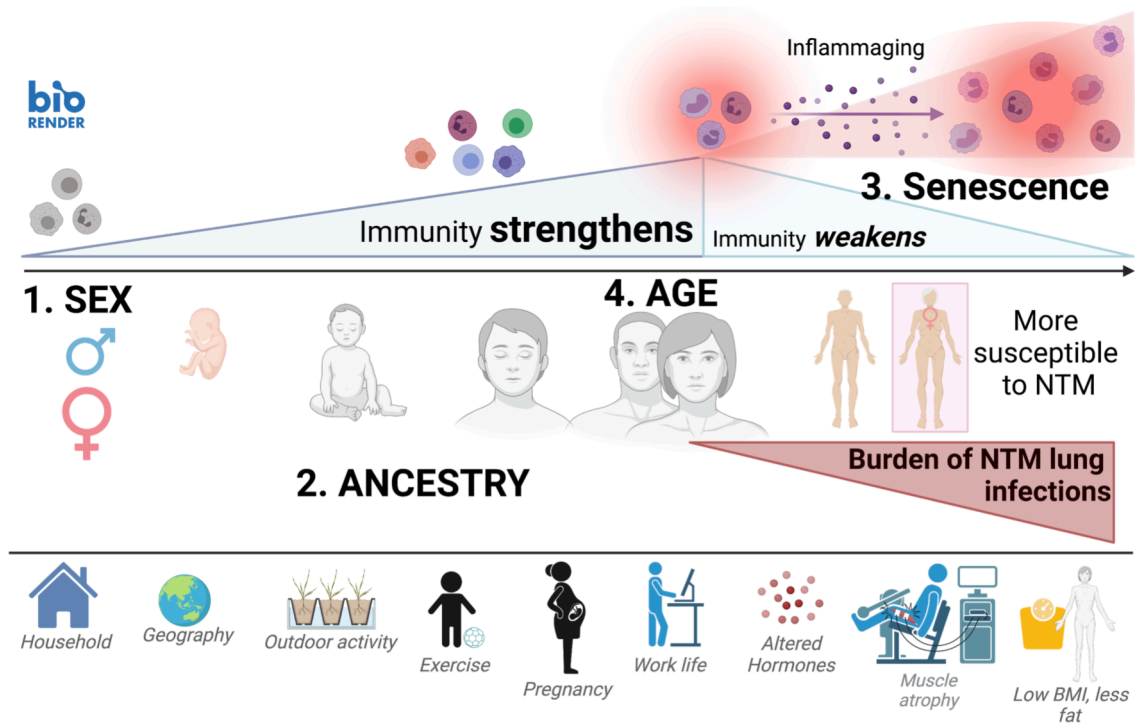 bio
RENDER
Inflammaging
3. Senescence
Immunity strengthens
Immunity weakens
1. SEX
4. AGE
More
susceptible
to NTM
2. ANCESTRY
Burden of NTM lung
infections
Household
Geography
Outdoor activity
Exercise
Pregnancy
Work life
Altered
Hormones
Muscle
atrophy
Low BMI, less
fat